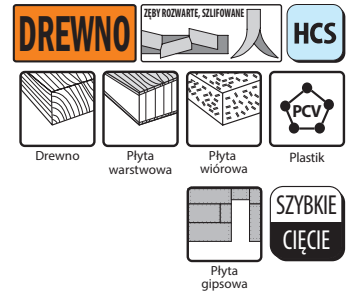 DREWNO
ZĘBY ROZWARTE, SZLIFOWANE
HCS
PCV
Drewno
Płyta
warstwowa
Płyta
wiórowa
Plastik
SZYBKIE
CIĘCIE
Płyta
gipsowa